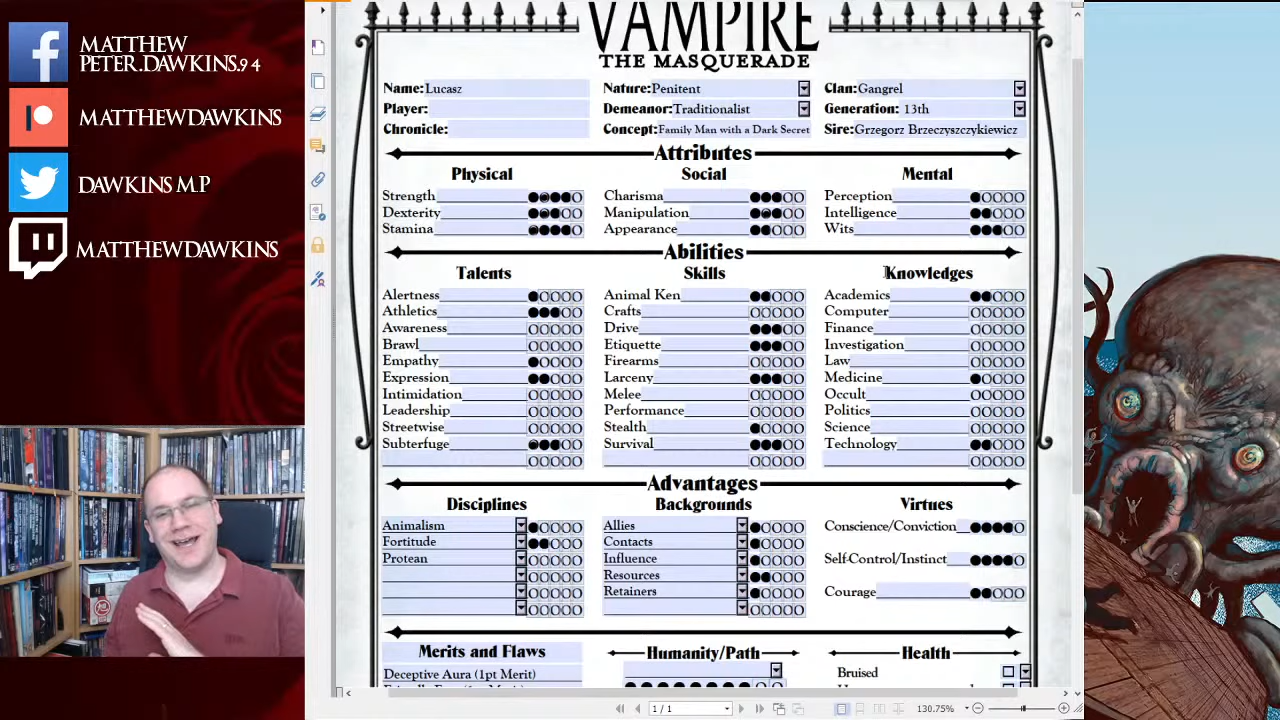 MATTHEW
PETER.DAWKINS.94
MATTHEWDAWKINS
DAWKINS M.P
MATTHEWDAWKINS
VAMPIRE
THE MASQUERADE
Name: Lucasz
Nature: Penitent
Clan: Gangrel
Player:
Demeanor: Traditionalist
Generation: 13th
Chronicle:
Concept: Family Man with a Dark Secret
Sire: Grzegorz Brzeczyszczykiewicz
Attributes
Physical
Social
Mental
Strength
Charisma
Perception
Dexterity
Manipulation
Intelligence
Stamina
Appearance
Wits
Abilities
Talents
Skills
Knowledges
Alertness
Animal Ken
Academics
Athletics
Crafts
Computer
Awareness
Drive
Finance
Brawl
Etiquette
Investigation
Empathy
Firearms
Law
Expression
Larceny
Medicine
Intimidation
Melee
Occult
Leadership
Performance
Politics
Streetwise
Stealth
Science
Subterfuge
Survival
Technology
Advantages
Disciplines
Backgrounds
Virtues
Animalism
Allies
Conscience/Conviction
Fortitude
Contacts
Protean
Influence
Self-Control/Instinct
Resources
Retainers
Courage
Merits and Flaws
Humanity/Path
Health
Deceptive Aura (1pt Merit)
Bruised
1 / 1
130.75%